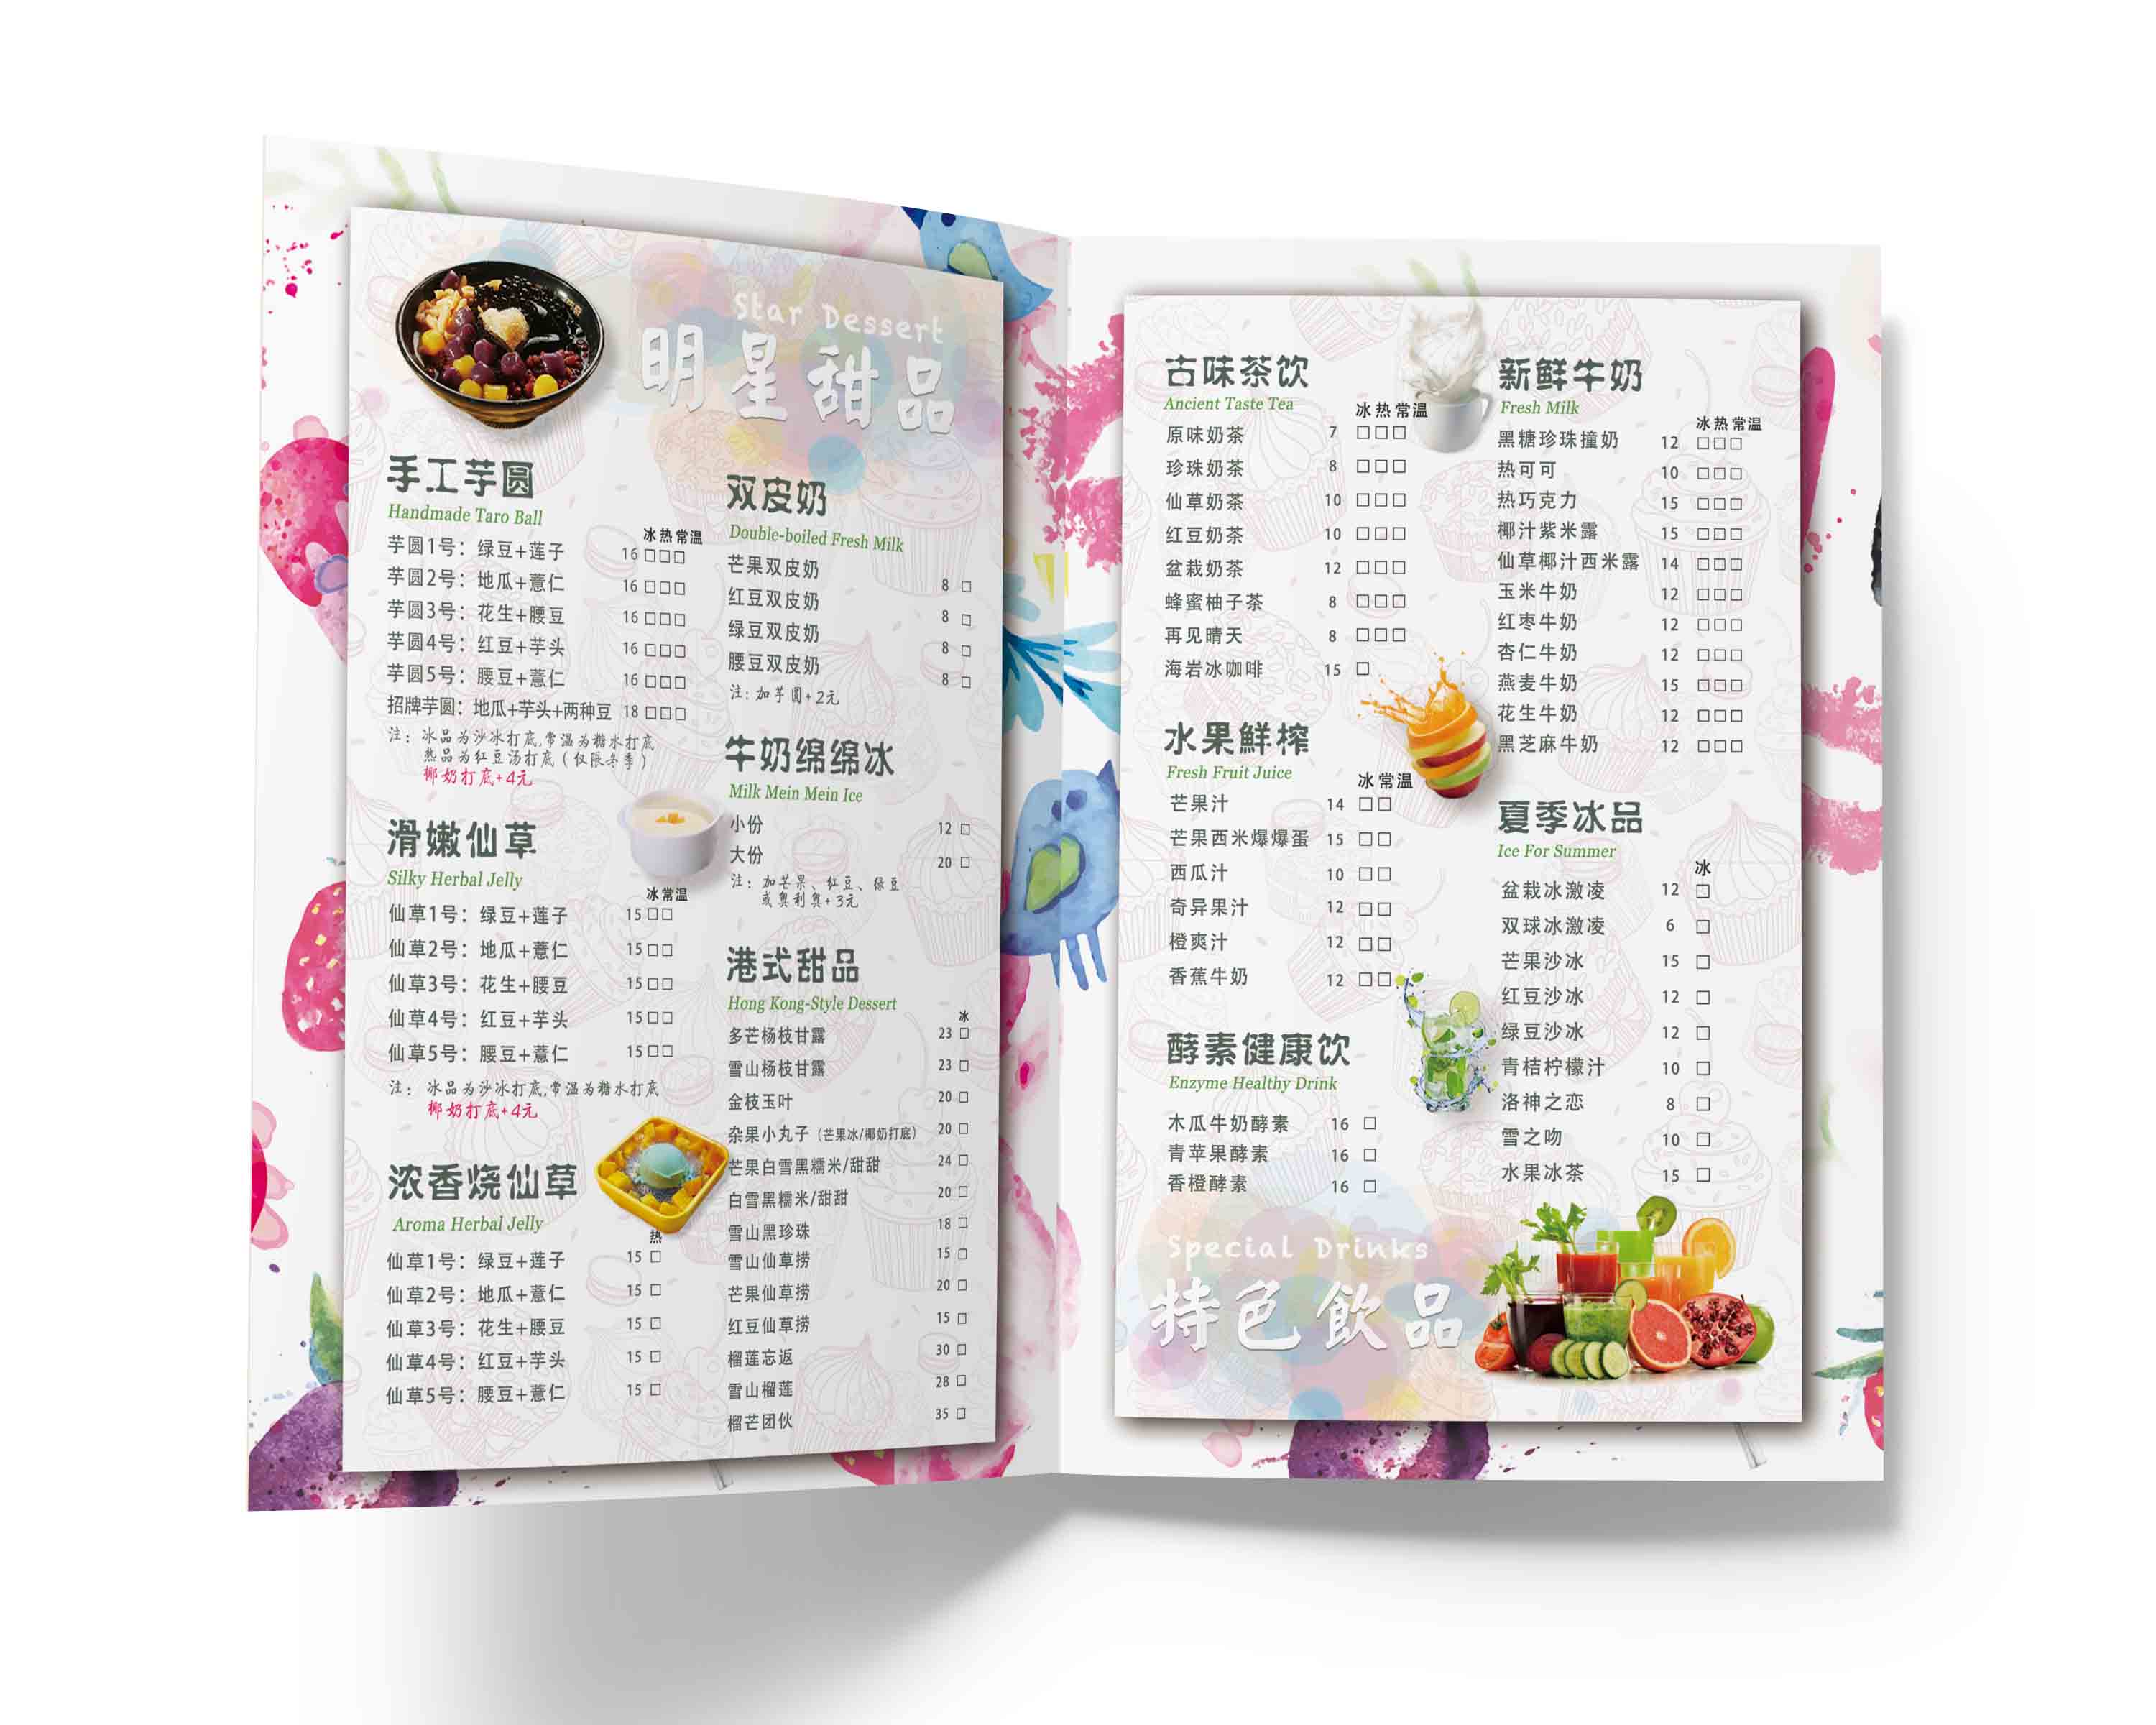 Star Dessert
明星甜品
手工芋圆
Handmade Taro Ball
冰 热 常温
芋圆1号：绿豆+莲子 16 □□□
芋圆2号：地瓜+薏仁 16 □□□
芋圆3号：花生+腰豆 16 □□□
芋圆4号：红豆+芋头 16 □□□
芋圆5号：腰豆+薏仁 16 □□□
招牌芋圆：地瓜+芋头+两种豆 18 □□□
注：冰品为沙冰打底,常温为糖水打底
热品为红豆汤打底（仅限冬季）
椰奶打底+4元
滑嫩仙草
Silky Herbal Jelly
冰 常温
仙草1号：绿豆+莲子 15 □□
仙草2号：地瓜+薏仁 15 □□
仙草3号：花生+腰豆 15 □□
仙草4号：红豆+芋头 15 □□
仙草5号：腰豆+薏仁 15 □□
注：冰品为沙冰打底,常温为糖水打底
椰奶打底+4元
浓香烧仙草
Aroma Herbal Jelly
热
仙草1号：绿豆+莲子 15 □
仙草2号：地瓜+薏仁 15 □
仙草3号：花生+腰豆 15 □
仙草4号：红豆+芋头 15 □
仙草5号：腰豆+薏仁 15 □
双皮奶
Double-boiled Fresh Milk
芒果双皮奶 8 □
红豆双皮奶 8 □
绿豆双皮奶 8 □
腰豆双皮奶 8 □
注：加芋圆+2元
牛奶绵绵冰
Milk Mein Mein Ice
小份 12 □
大份 20 □
注：加芒果、红豆、绿豆
或奥利奥+3元
港式甜品
Hong Kong-Style Dessert
冰
多芒杨枝甘露 23 □
雪山杨枝甘露 23 □
金枝玉叶 20 □
杂果小丸子（芒果冰/椰奶打底） 20 □
芒果白雪黑糯米/甜甜 24 □
白雪黑糯米/甜甜 20 □
雪山黑珍珠 18 □
雪山仙草捞 15 □
芒果仙草捞 20 □
红豆仙草捞 15 □
榴莲忘返 30 □
雪山榴莲 28 □
榴芒团伙 35 □
古味茶饮
Ancient Taste Tea
冰 热 常温
原味奶茶 7 □□□
珍珠奶茶 8 □□□
仙草奶茶 10 □□□
红豆奶茶 10 □□□
盆栽奶茶 12 □□□
蜂蜜柚子茶 8 □□□
再见晴天 8 □□□
海岩冰咖啡 15 □
水果鮮榨
Fresh Fruit Juice
冰 常温
芒果汁 14 □□
芒果西米爆爆蛋 15 □□
西瓜汁 10 □□
奇异果汁 12 □□
橙爽汁 12 □□
香蕉牛奶 12 □□
酵素健康饮
Enzyme Healthy Drink
木瓜牛奶酵素 16 □
青苹果酵素 16 □
香橙酵素 16 □
新鲜牛奶
Fresh Milk
冰 热 常温
黑糖珍珠撞奶 12 □□□
热可可 10 □□□
热巧克力 15 □□□
椰汁紫米露 15 □□□
仙草椰汁西米露 14 □□□
玉米牛奶 12 □□□
红枣牛奶 12 □□□
杏仁牛奶 12 □□□
燕麦牛奶 15 □□□
花生牛奶 12 □□□
黑芝麻牛奶 12 □□□
夏季冰品
Ice For Summer
冰
盆栽冰激凌 12 □
双球冰激凌 6 □
芒果沙冰 15 □
红豆沙冰 12 □
绿豆沙冰 12 □
青桔柠檬汁 10 □
洛神之恋 8 □
雪之吻 10 □
水果冰茶 15 □
Special Drinks
特色飲品